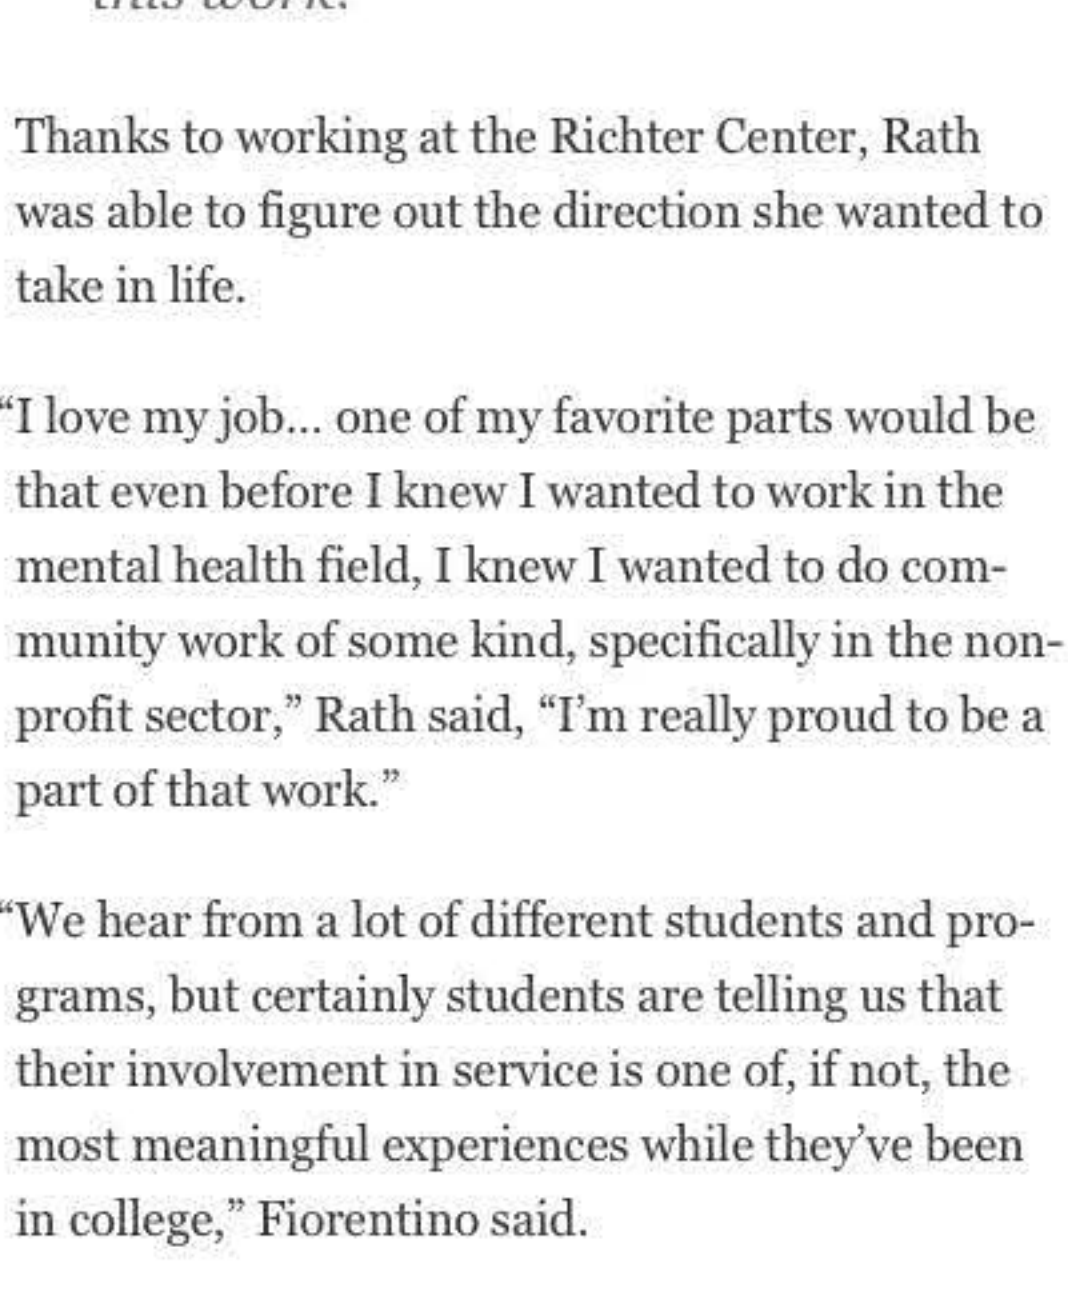 this work.
Thanks to working at the Richter Center, Rath
was able to figure out the direction she wanted to
take in life.
“I love my job... one of my favorite parts would be
that even before I knew I wanted to work in the
mental health field, I knew I wanted to do com-
munity work of some kind, specifically in the non-
profit sector,” Rath said, “I’m really proud to be a
part of that work.”
“We hear from a lot of different students and pro-
grams, but certainly students are telling us that
their involvement in service is one of, if not, the
most meaningful experiences while they’ve been
in college,” Fiorentino said.